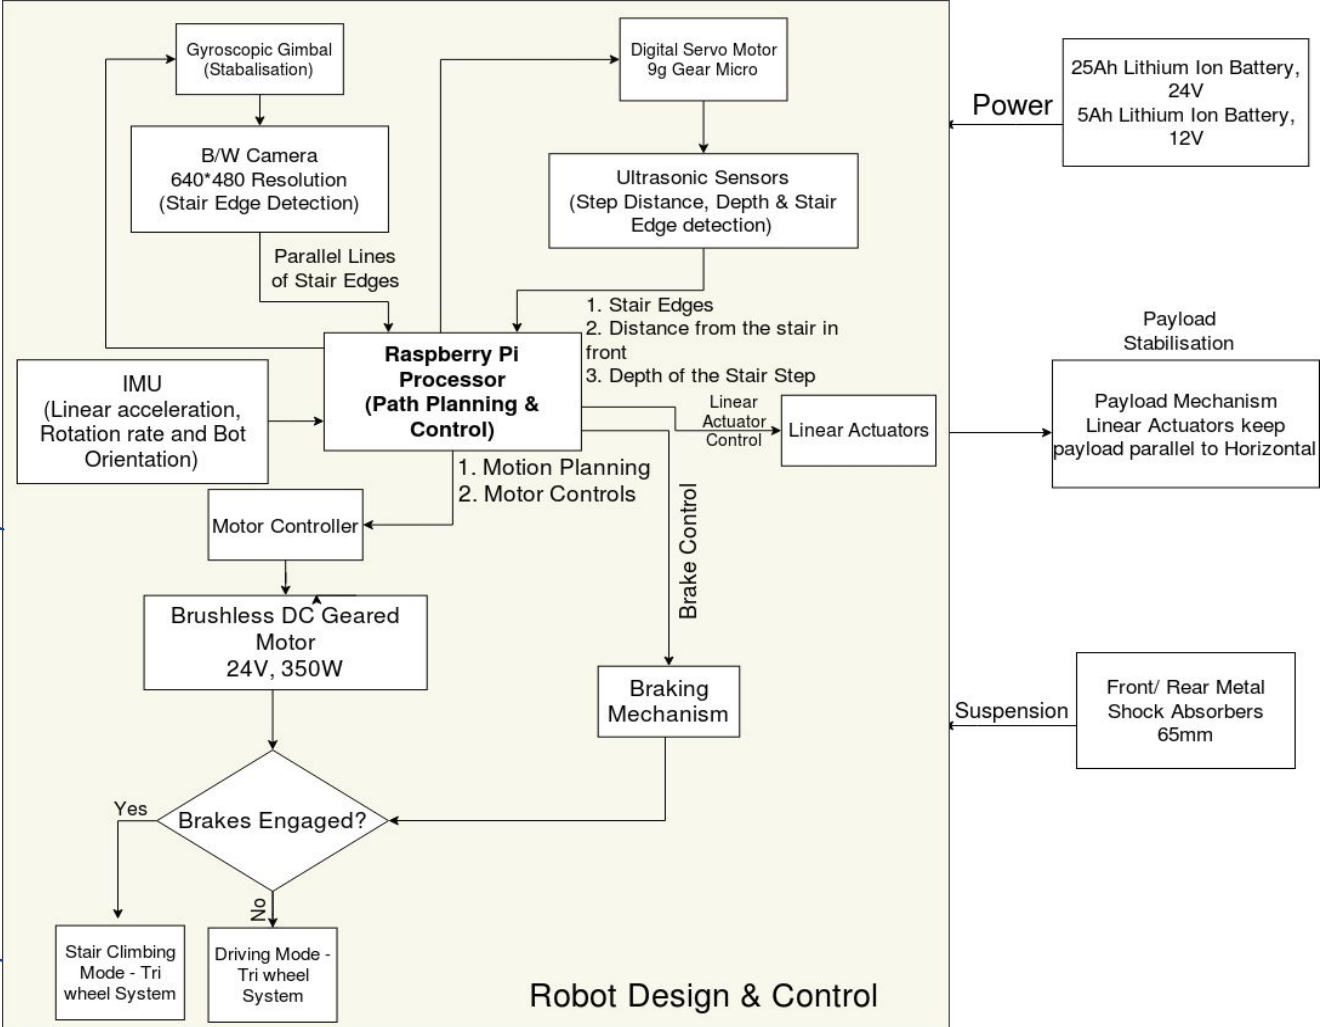 Gyroscopic Gimbal
(Stabalisation)
Digital Servo Motor
9g Gear Micro
25Ah Lithium Ion Battery,
24V
5Ah Lithium Ion Battery,
12V
Power
B/W Camera
640*480 Resolution
(Stair Edge Detection)
Ultrasonic Sensors
(Step Distance, Depth & Stair
Edge detection)
Parallel Lines
of Stair Edges
1. Stair Edges
2. Distance from the stair in
front
3. Depth of the Stair Step
Raspberry Pi
Processor
(Path Planning &
Control)
IMU
(Linear acceleration,
Rotation rate and Bot
Orientation)
Linear
Actuator
Control
Linear Actuators
Payload
Stabilisation
Payload Mechanism
Linear Actuators keep
payload parallel to Horizontal
1. Motion Planning
2. Motor Controls
Motor Controller
Brake Control
Brushless DC Geared
Motor
24V, 350W
Braking
Mechanism
Suspension
Front/ Rear Metal
Shock Absorbers
65mm
Brakes Engaged?
Yes
No
Stair Climbing
Mode - Tri
wheel System
Driving Mode -
Tri wheel
System
Robot Design & Control